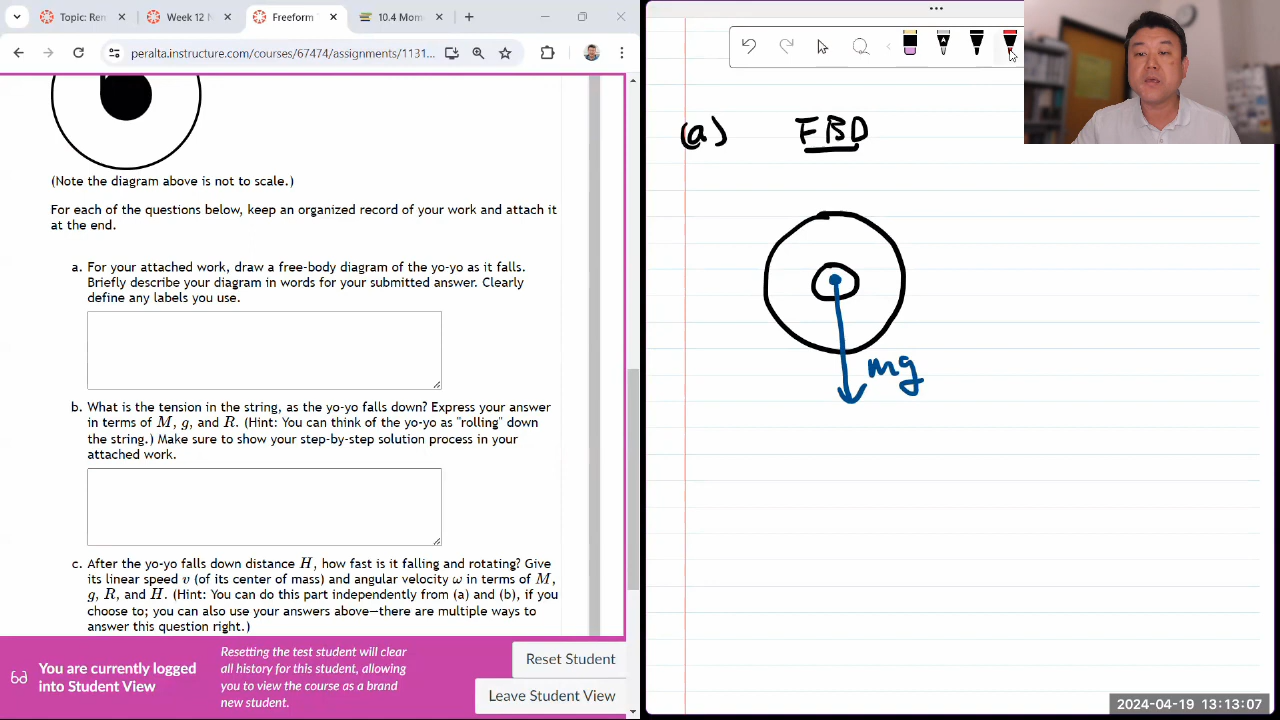 Topic: Rem
Week 12
Freeform
10.4 Mom
peralta.instructure.com/courses/
74/assignments/1131...
(Note the diagram above is not to scale.)
For each of the questions below, keep an organized record of your work and attach it
at the end.
a. For your attached work, draw a free-body diagram of the yo-yo as it falls.
Briefly describe your diagram in words for your submitted answer. Clearly
define any labels you use.
b. What is the tension in the string, as the yo-yo falls down? Express your answer
in terms of M, g, and R. (Hint: You can think of the yo-yo as "rolling" down
the string.) Make sure to show your step-by-step solution process in your
attached work.
c. After the yo-yo falls down distance H, how fast is it falling and rotating? Give
its linear speed v (of its center of mass) and angular velocity ω in terms of M,
g, R, and H. (Hint: You can do this part independently from (a) and (b), if you
choose to; you can also use your answers above—there are multiple ways to
answer this question right.)
You are currently logged
into Student View
Resetting the test student will clear
all history for this student, allowing
you to view the course as a brand
new student.
Reset Student
Leave Student View
(a) FBD
mg
2024-04-19 13:13:07